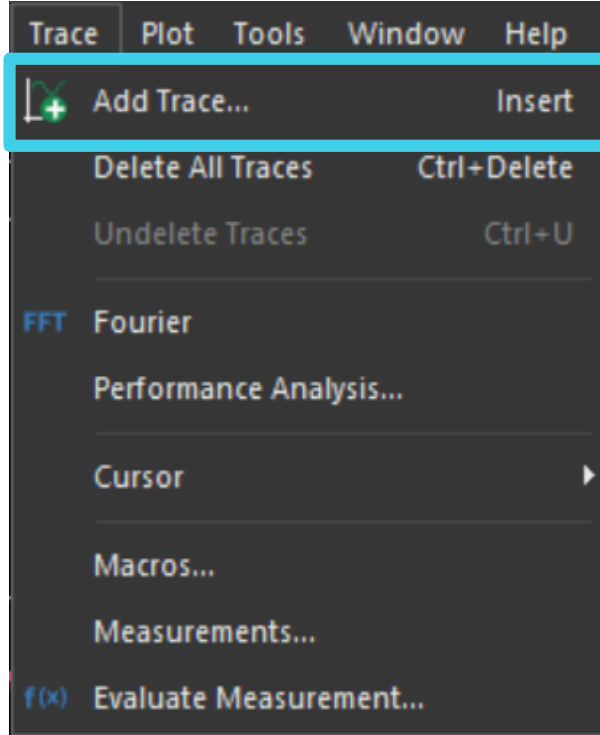 Trace Plot Tools Window Help
Add Trace... Insert
Delete All Traces Ctrl+Delete
Undelete Traces Ctrl+U
FFT Fourier
Performance Analysis...
Cursor
Macros...
Measurements...
f(x) Evaluate Measurement...